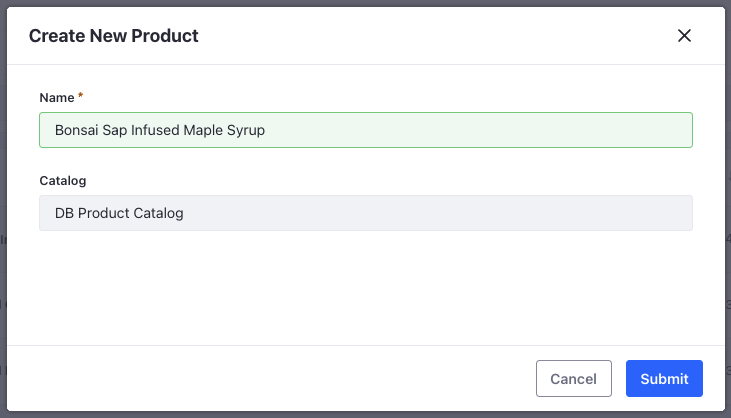 Create New Product
Name *
Bonsai Sap Infused Maple Syrup
Catalog
DB Product Catalog
Cancel
Submit